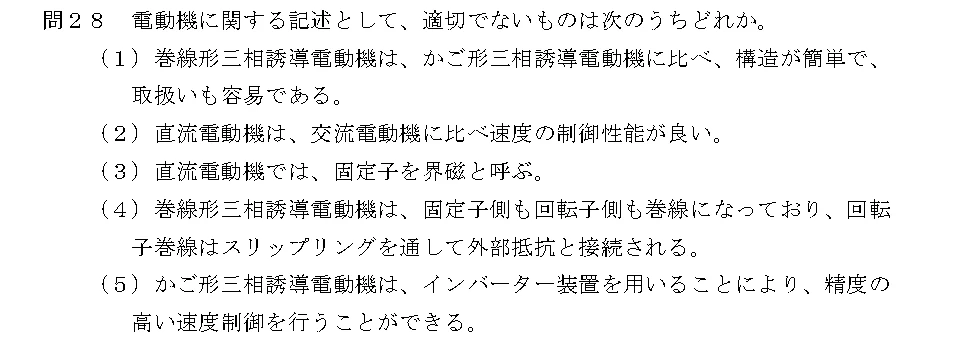 問２８　電動機に関する記述として、適切でないものは次のうちどれか。
（１）巻線形三相誘導電動機は、かご形三相誘導電動機に比べ、構造が簡単で、
取扱いも容易である。
（２）直流電動機は、交流電動機に比べ速度の制御性能が良い。
（３）直流電動機では、固定子を界磁と呼ぶ。
（４）巻線形三相誘導電動機は、固定子側も回転子側も巻線になっており、回転
子巻線はスリップリングを通して外部抵抗と接続される。
（５）かご形三相誘導電動機は、インバーター装置を用いることにより、精度の
高い速度制御を行うことができる。